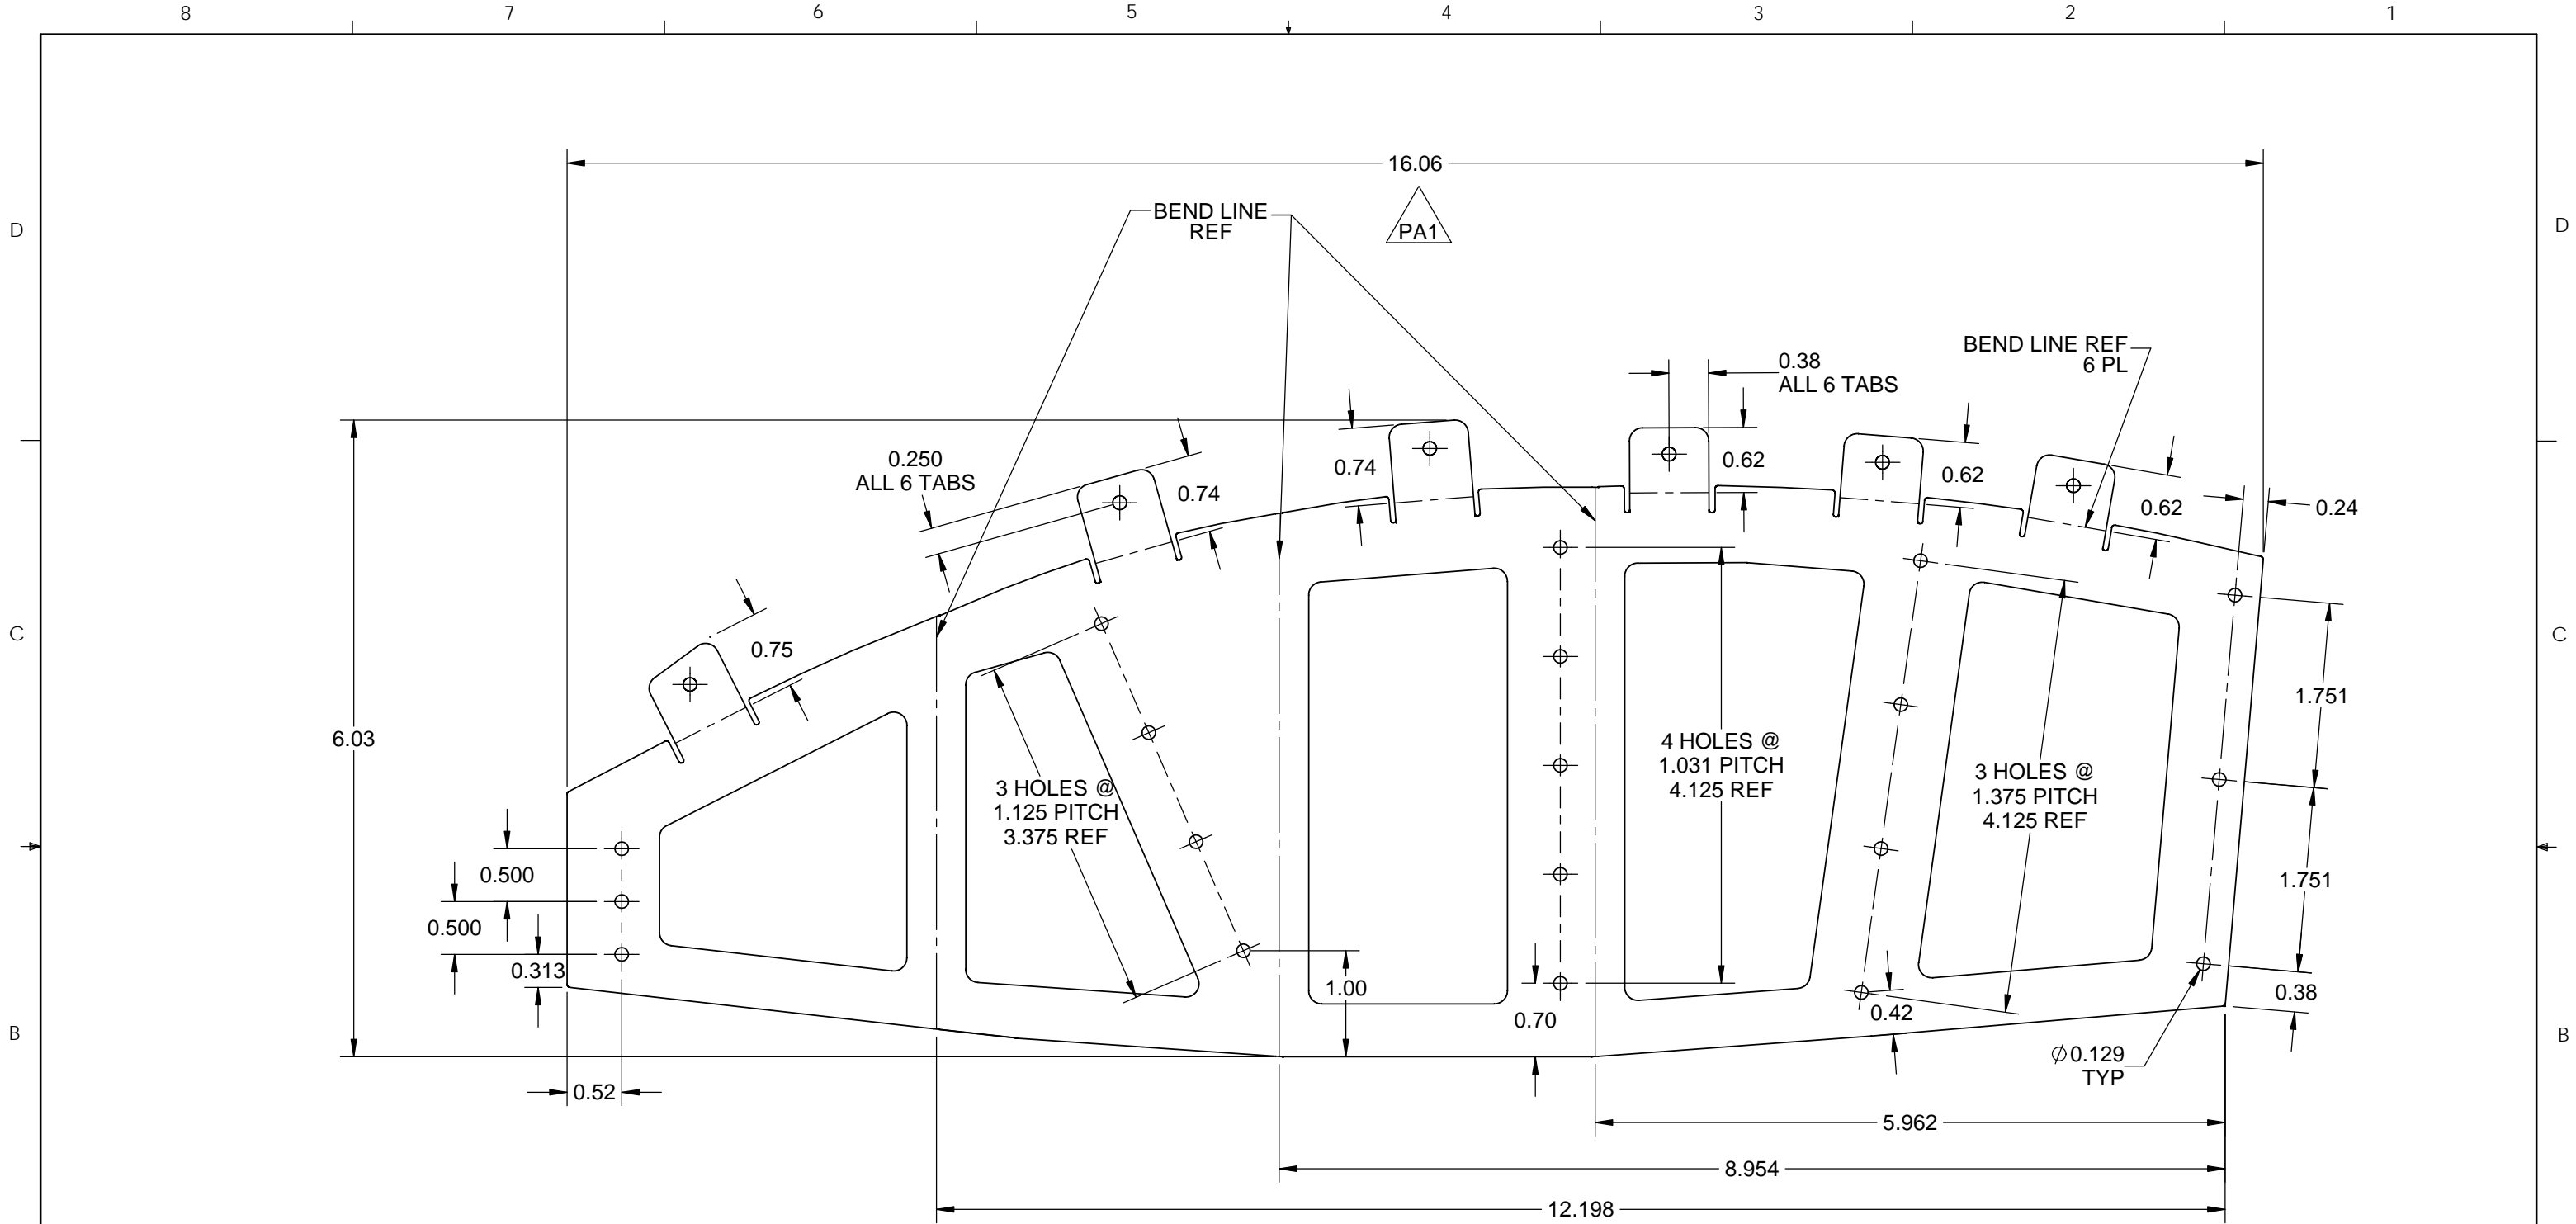 8 7 6 5 4 3 2 1
16.06
BEND LINE
REF
PA1
D
D
BEND LINE REF
6 PL
0.38
ALL 6 TABS
0.250
ALL 6 TABS
0.74
0.74
0.62
0.62
0.62
0.24
C
C
0.75
6.03
1.751
4 HOLES @
1.031 PITCH
4.125 REF
3 HOLES @
1.375 PITCH
4.125 REF
3 HOLES @
1.125 PITCH
3.375 REF
0.500
1.751
0.500
0.313
1.00
0.70
0.42
0.38
B
B
Ø0.129
TYP
0.52
5.962
8.954
12.198